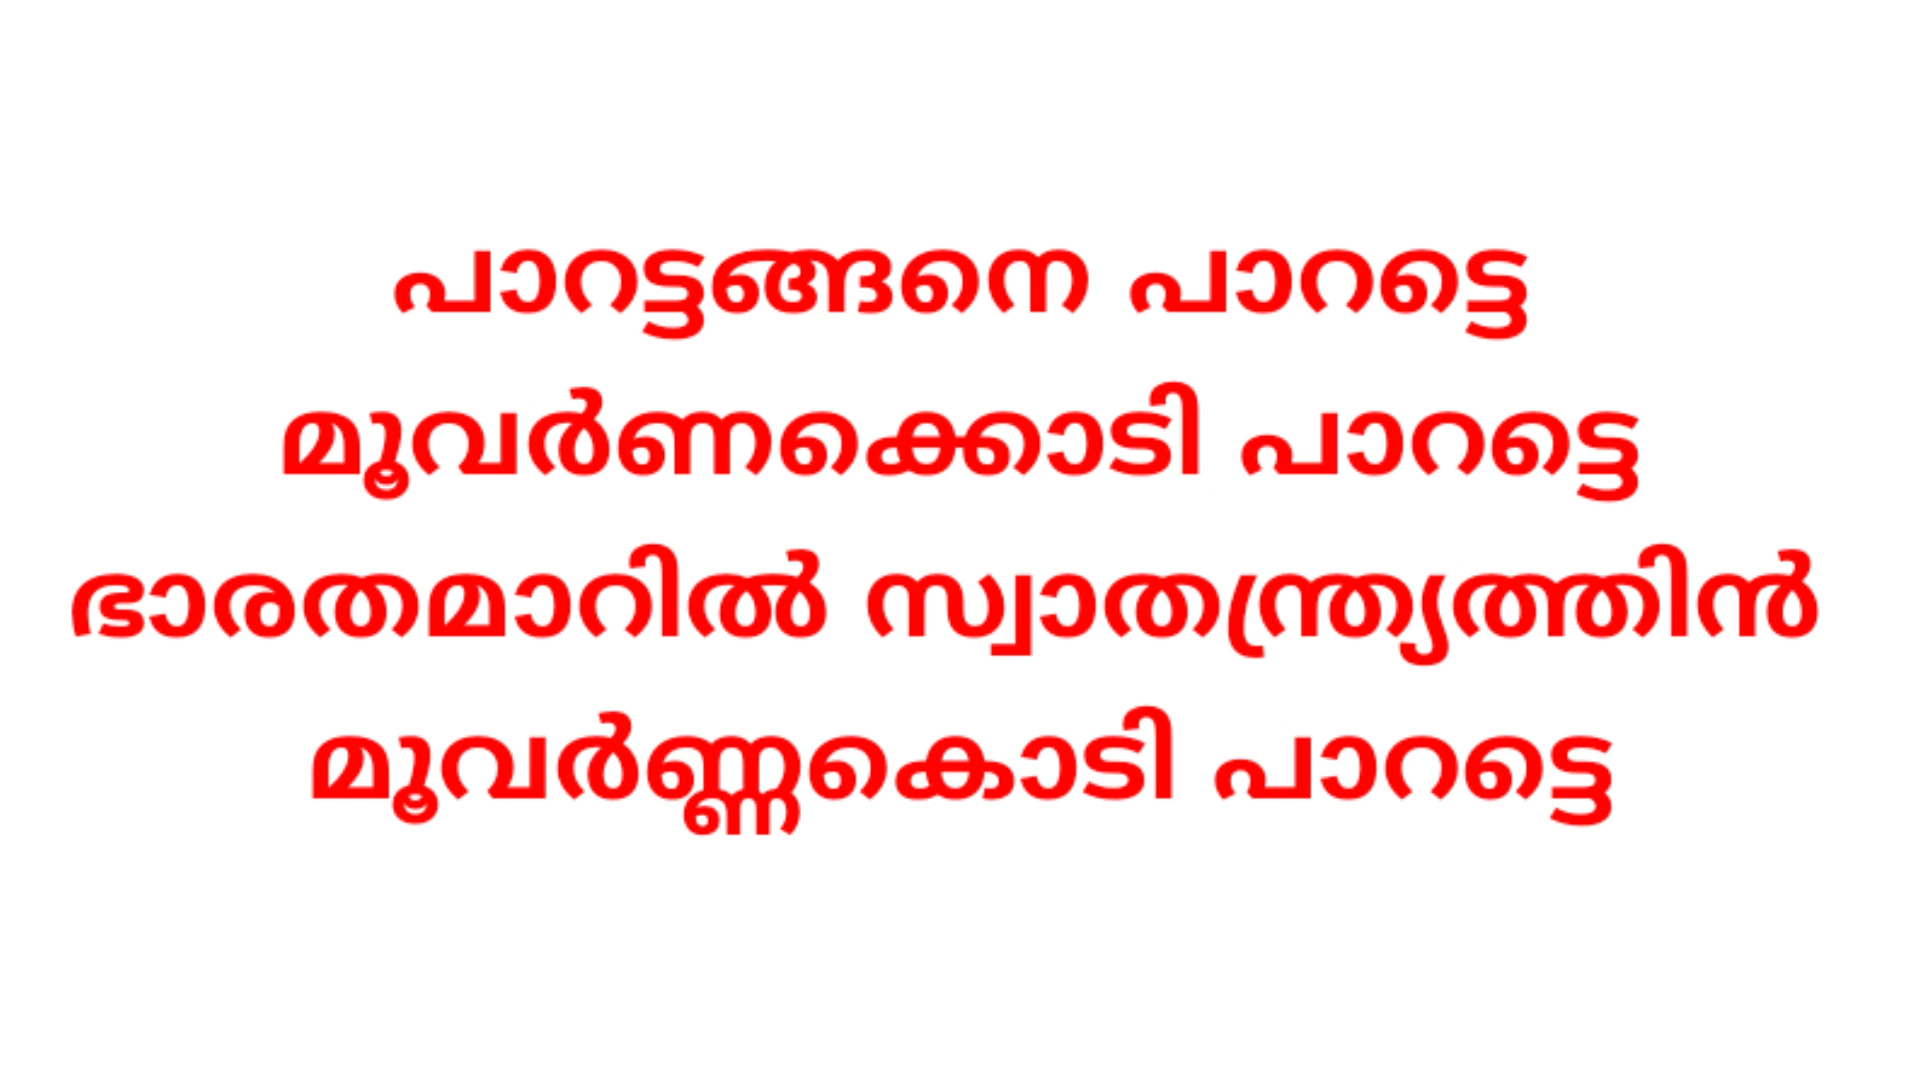 പാറട്ടങ്ങനെ പാറട്ടെ
മൂവർണക്കൊടി പാറട്ടെ
ഭാരതമാറിൽ സ്വാതന്ത്ര്യത്തിൻ
മൂവർണ്ണകൊടി പാറട്ടെ